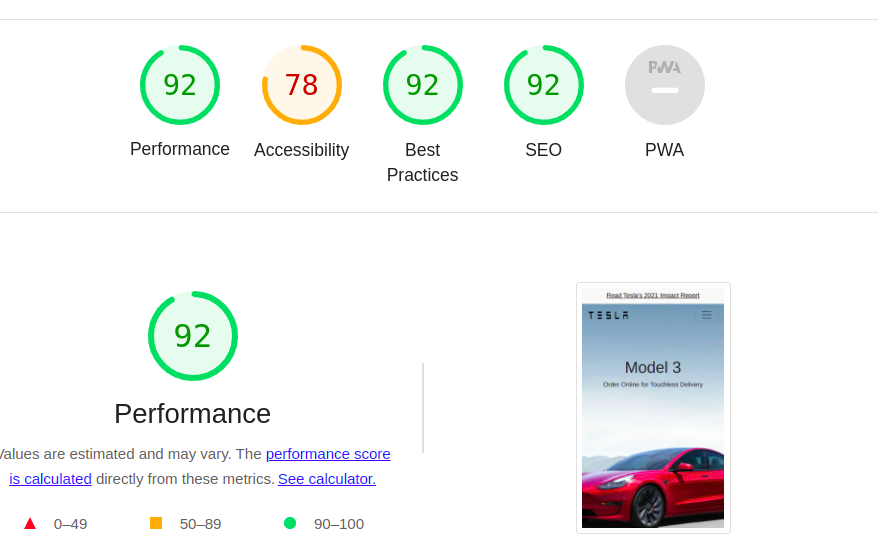 92
78
92
92
PWA
Performance
Accessibility
Best
Practices
SEO
PWA
92
Performance
Values are estimated and may vary. The performance score
is calculated directly from these metrics. See calculator.
0–49
50–89
90–100
Read Tesla's 2021 Impact Report
TESLA
Model 3
Order Online for Touchless Delivery